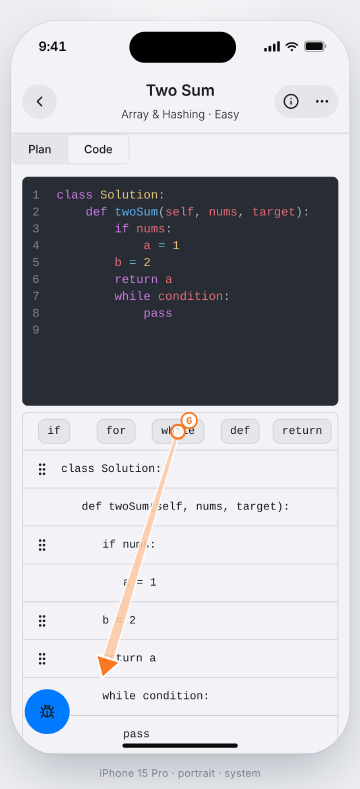 9:41
Two Sum
Array & Hashing · Easy
Plan Code
1 class Solution:
2 def twoSum(self, nums, target):
3 if nums:
4 a = 1
5 b = 2
6 return a
7 while condition:
8 pass
9
6
if for while def return
class Solution:
def twoSum(self, nums, target):
if nums:
a = 1
b = 2
return a
while condition:
pass
iPhone 15 Pro · portrait · system